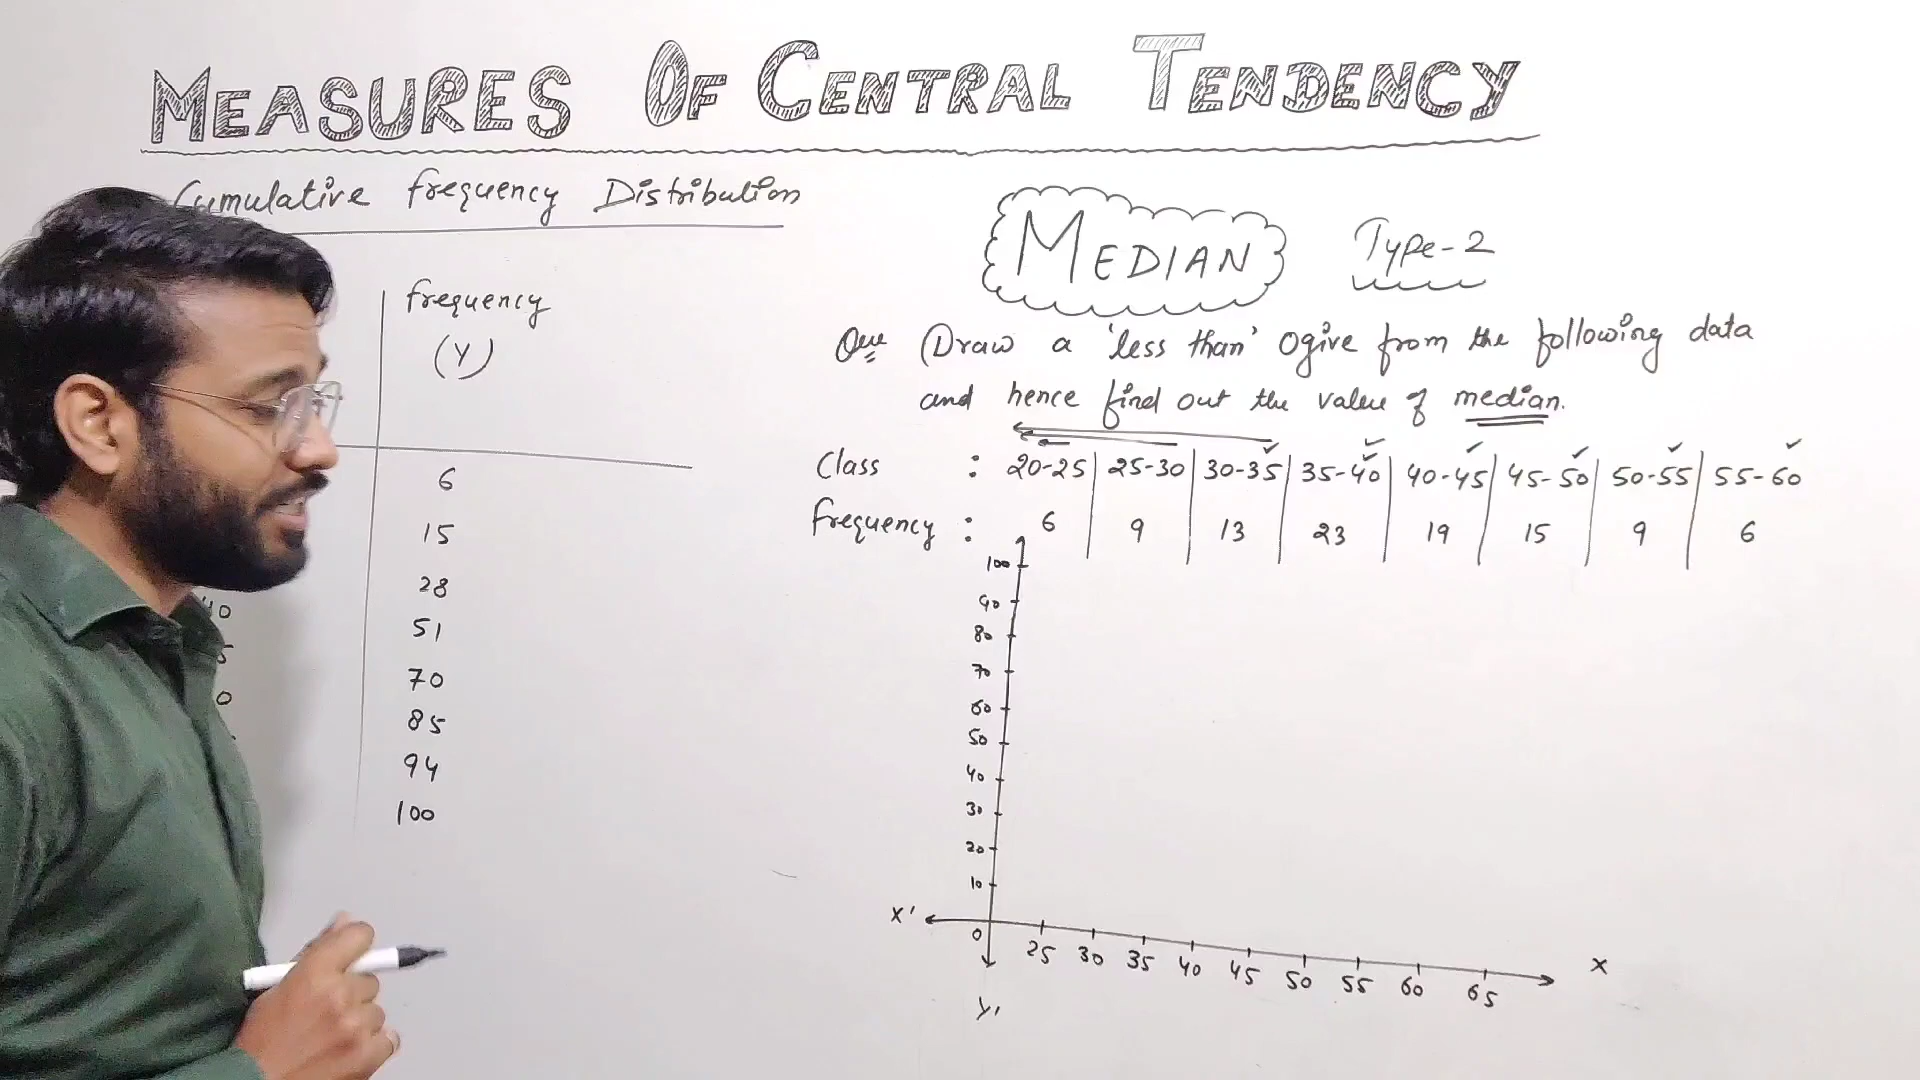 MEASURES OF CENTRAL TENDENCY
Cumulative frequency Distribution
frequency
(Y)
6
15
28
51
70
85
94
100
40
5
0
MEDIAN
Type-2
Que Draw a 'less than' Ogive from the following data
and hence find out the value of median.
Class : 20-25 | 25-30 | 30-35 | 35-40 | 40-45 | 45-50 | 50-55 | 55-60
frequency : 6 | 9 | 13 | 23 | 19 | 15 | 9 | 6
100
90
80
70
60
50
40
30
20
10
X' 0 25 30 35 40 45 50 55 60 65 X
Y'